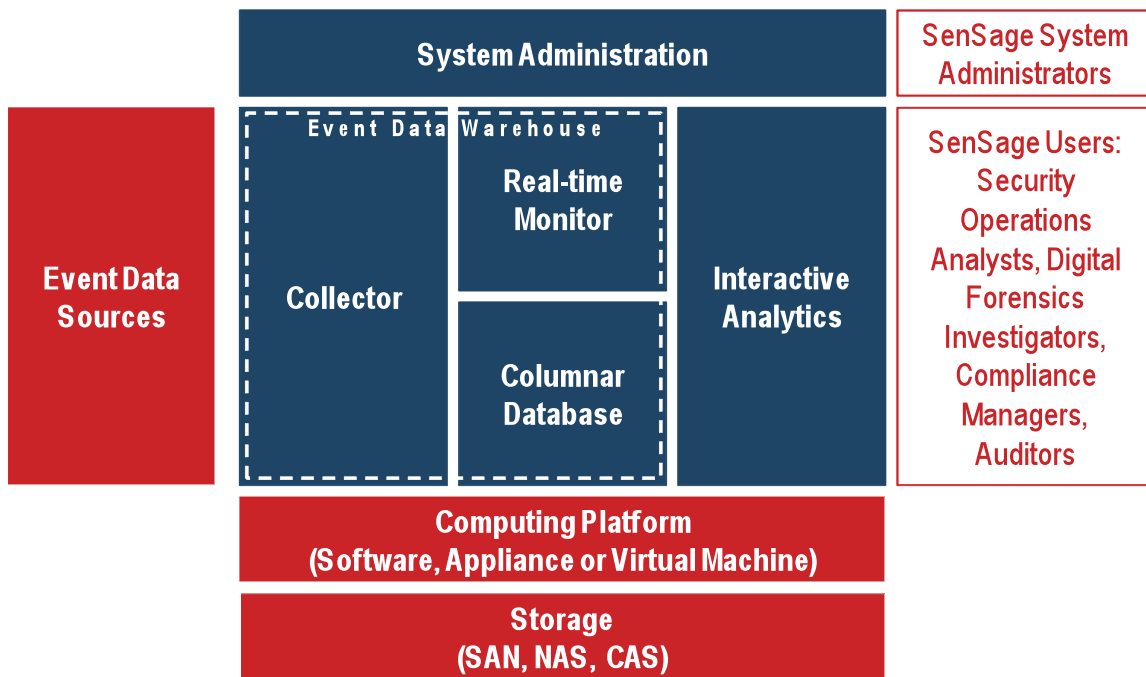 System Administration
SenSage System
Administrators
Event Data
Sources
Event Data Warehouse
Collector
Real-time
Monitor
Columnar
Database
Interactive
Analytics
SenSage Users:
Security
Operations
Analysts, Digital
Forensics
Investigators,
Compliance
Managers,
Auditors
Computing Platform
(Software, Appliance or Virtual Machine)
Storage
(SAN, NAS, CAS)